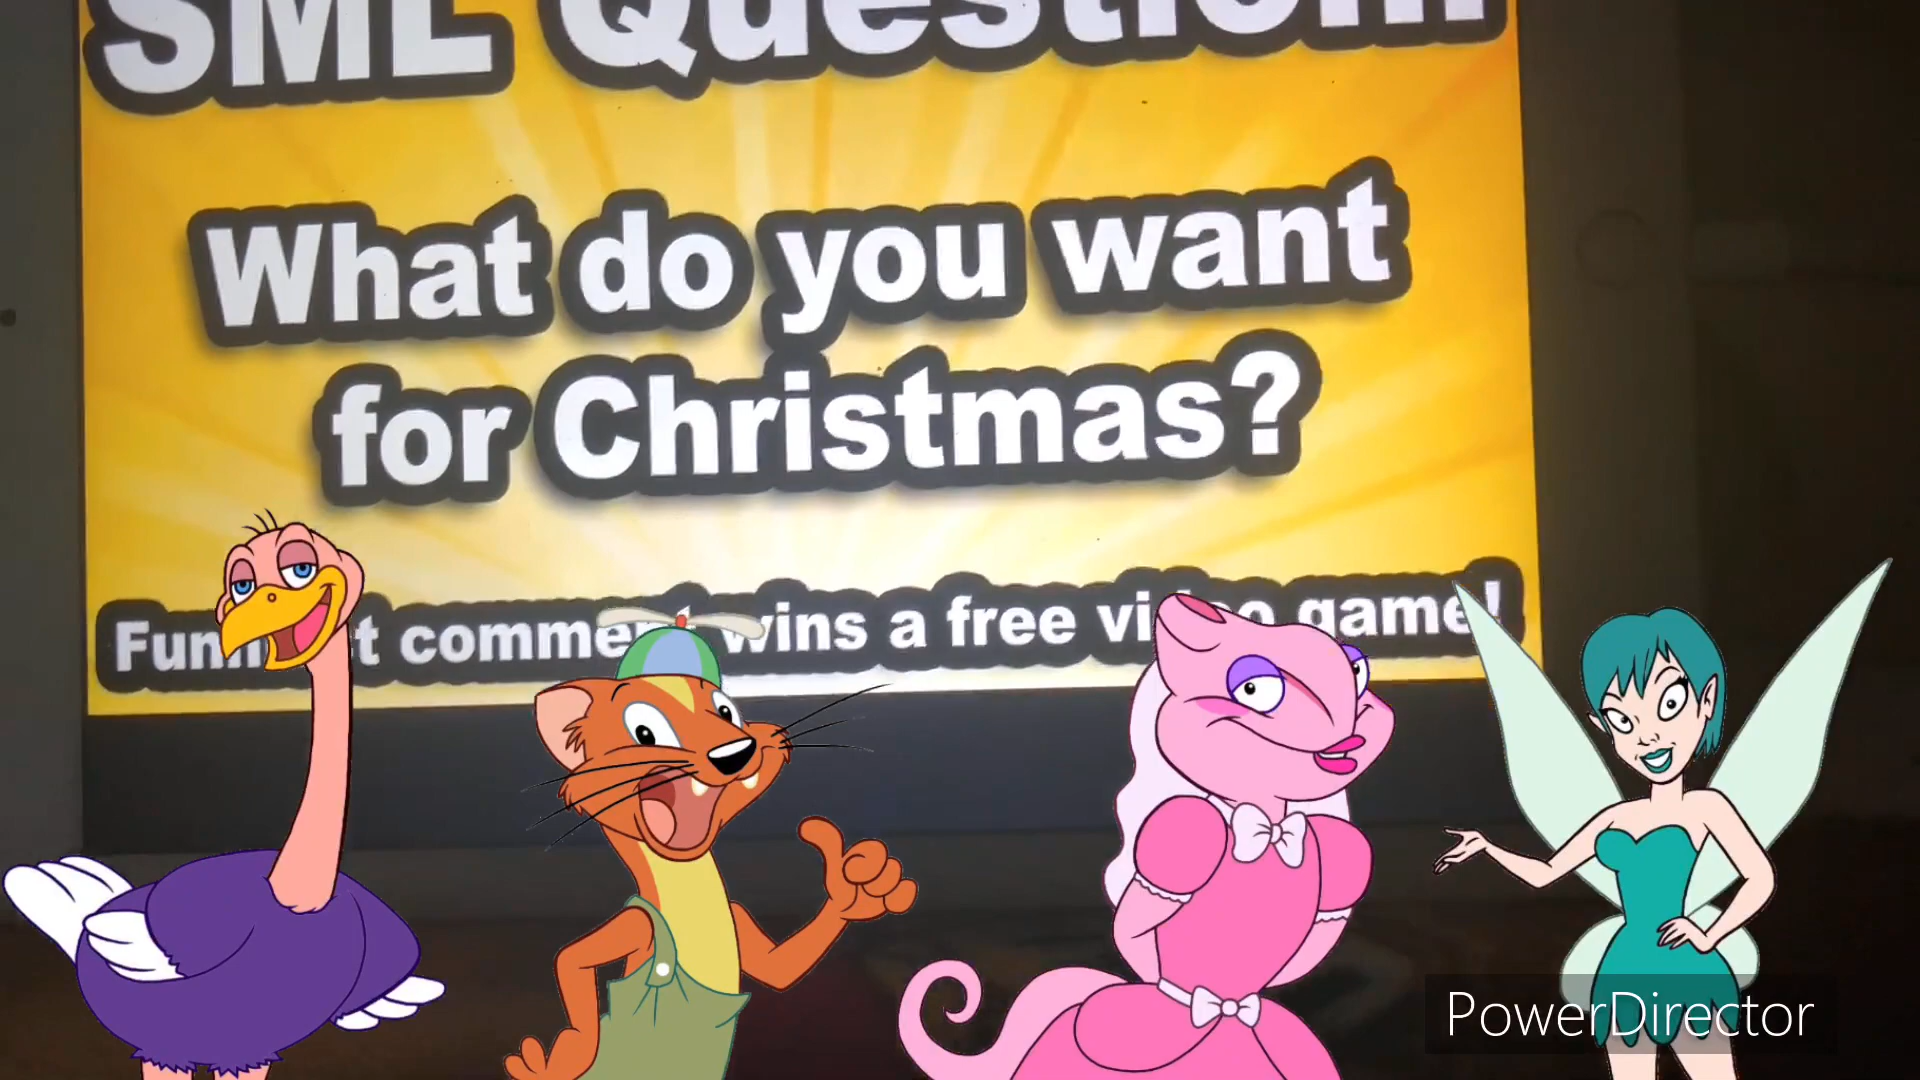 SML Question:
What do you want
for Christmas?
wins a free game!
PowerDirector